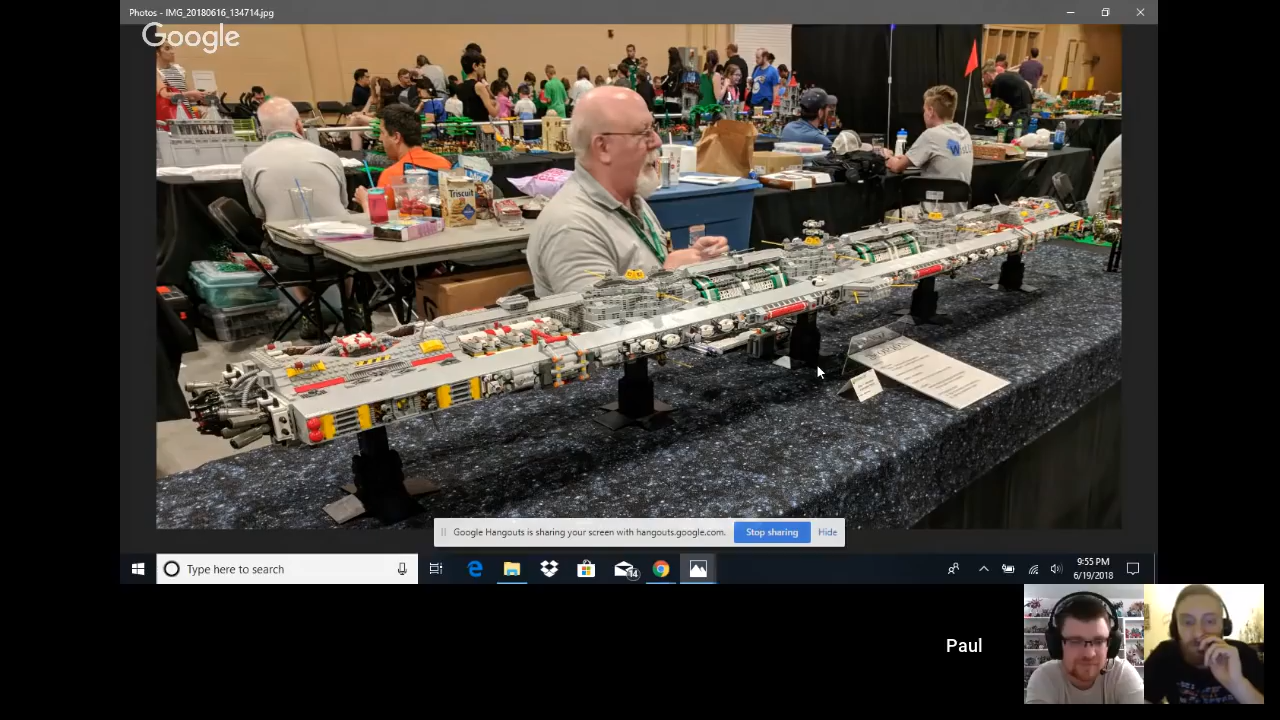 Photos - IMG_20180616_134714.jpg
Google
Triscuit
Google Hangouts is sharing your screen with hangouts.google.com.
Stop sharing
Hide
Type here to search
14
9:55 PM
6/19/2018
Paul